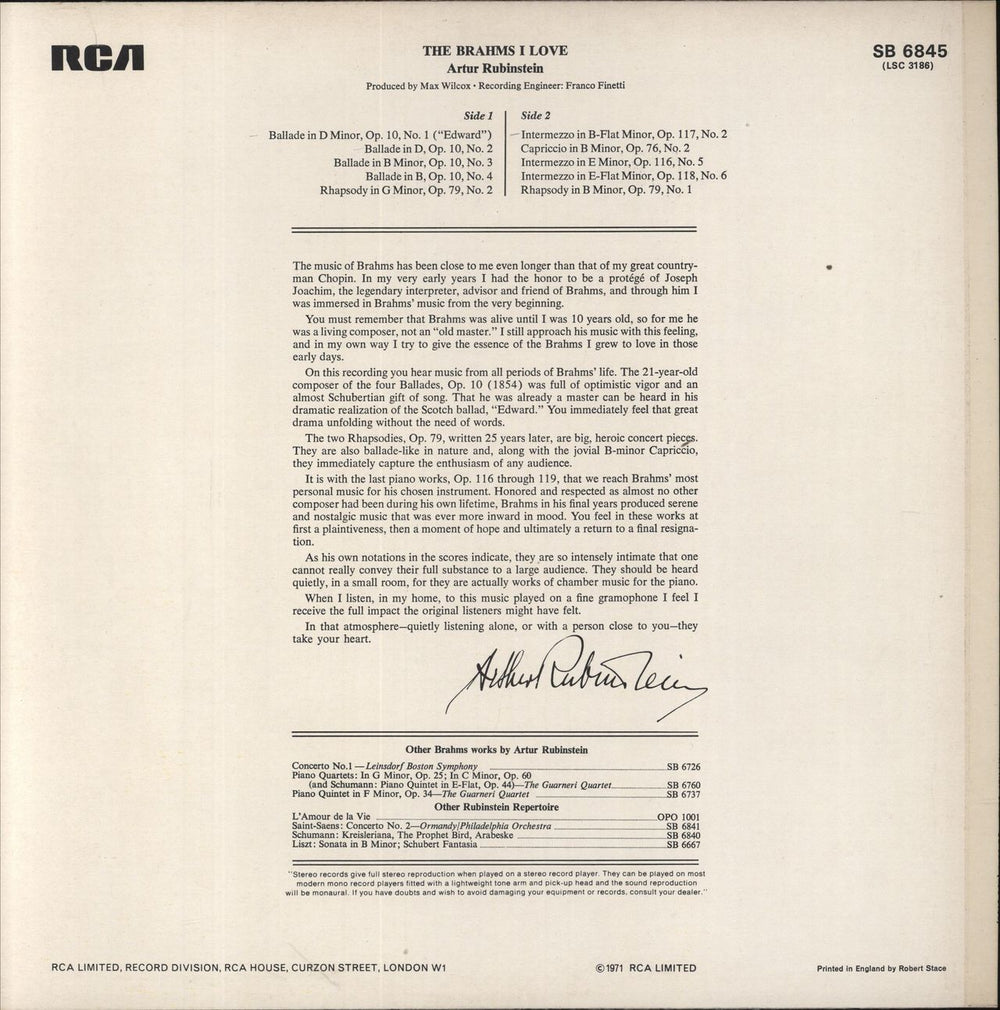 RCA
THE BRAHMS I LOVE
Artur Rubinstein
Produced by Max Wilcox • Recording Engineer: Franco Finetti
SB 6845
(LSC 3186)
Side 1
Ballade in D Minor, Op. 10, No. 1 (“Edward”)
Ballade in D, Op. 10, No. 2
Ballade in B Minor, Op. 10, No. 3
Ballade in B, Op. 10, No. 4
Rhapsody in G Minor, Op. 79, No. 2
Side 2
Intermezzo in B-Flat Minor, Op. 117, No. 2
Capriccio in B Minor, Op. 76, No. 2
Intermezzo in E Minor, Op. 116, No. 5
Intermezzo in E-Flat Minor, Op. 118, No. 6
Rhapsody in B Minor, Op. 79, No. 1
The music of Brahms has been close to me even longer than that of my great country-
man Chopin. In my very early years I had the honor to be a protégé of Joseph
Joachim, the legendary interpreter, advisor and friend of Brahms, and through him I
was immersed in Brahms’ music from the very beginning.
You must remember that Brahms was alive until I was 10 years old, so for me he
was a living composer, not an “old master.” I still approach his music with this feeling,
and in my own way I try to give the essence of the Brahms I grew to love in those
early days.
On this recording you hear music from all periods of Brahms’ life. The 21-year-old
composer of the four Ballades, Op. 10 (1854) was full of optimistic vigor and an
almost Schubertian gift of song. That he was already a master can be heard in his
dramatic realization of the Scotch ballad, “Edward.” You immediately feel that great
drama unfolding without the need of words.
The two Rhapsodies, Op. 79, written 25 years later, are big, heroic concert pieces.
They are also ballade-like in nature and, along with the jovial B-minor Capriccio,
they immediately capture the enthusiasm of any audience.
It is with the last piano works, Op. 116 through 119, that we reach Brahms’ most
personal music for his chosen instrument. Honored and respected as almost no other
composer had been during his own lifetime, Brahms in his final years produced serene
and nostalgic music that was ever more inward in mood. You feel in these works at
first a plaintiveness, then a moment of hope and ultimately a return to a final resigna-
tion.
As his own notations in the scores indicate, they are so intensely intimate that one
cannot really convey their full substance to a large audience. They should be heard
quietly, in a small room, for they are actually works of chamber music for the piano.
When I listen, in my home, to this music played on a fine gramophone I feel I
receive the full impact the original listeners might have felt.
In that atmosphere—quietly listening alone, or with a person close to you—they
take your heart.
Arthur Rubinstein
Other Brahms works by Artur Rubinstein
Concerto No.1 — Leinsdorf Boston Symphony SB 6726
Piano Quartets: In G Minor, Op. 25; In C Minor, Op. 60
(and Schumann: Piano Quintet in E-Flat, Op. 44)—The Guarneri Quartet SB 6760
Piano Quintet in F Minor, Op. 34—The Guarneri Quartet SB 6737
Other Rubinstein Repertoire
L’Amour de la Vie OPO 1001
Saint-Saens: Concerto No. 2—Ormandy/Philadelphia Orchestra SB 6841
Schumann: Kreisleriana, The Prophet Bird, Arabeske SB 6840
Liszt: Sonata in B Minor; Schubert Fantasia SB 6667
“Stereo records give full stereo reproduction when played on a stereo record player. They can be played on most
modern mono record players fitted with a lightweight tone arm and pick-up head and the sound reproduction
will be monaural. If you have doubts and wish to avoid damaging your equipment or records, consult your dealer.”
RCA LIMITED, RECORD DIVISION, RCA HOUSE, CURZON STREET, LONDON W1
©1971 RCA LIMITED
Printed in England by Robert Stace